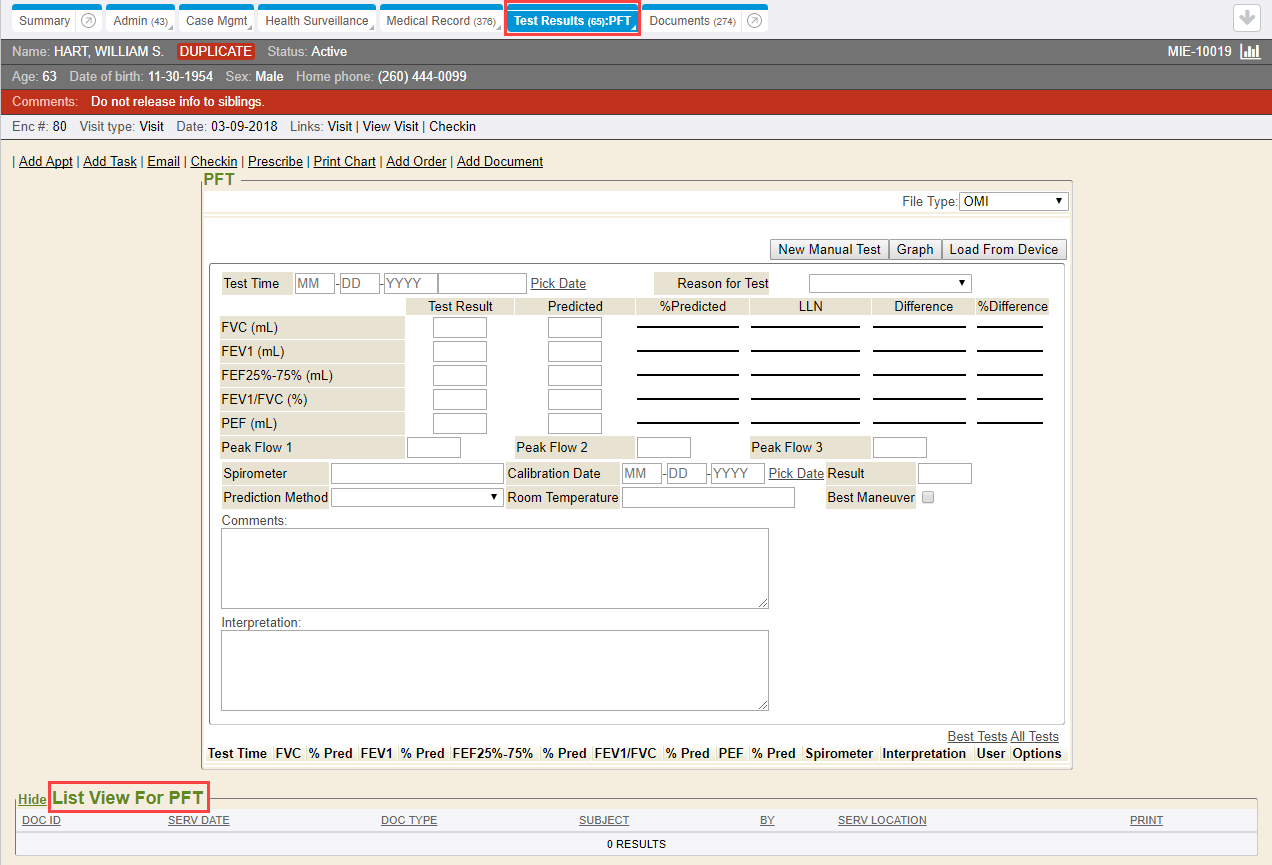 Summary Admin (43) Case Mgmt Health Surveillance Medical Record (376) Test Results (65):PFT Documents (274)
Name: HART, WILLIAM S. DUPLICATE Status: Active MIE-10019
Age: 63 Date of birth: 11-30-1954 Sex: Male Home phone: (260) 444-0099
Comments: Do not release info to siblings.
Enc #: 80 Visit type: Visit Date: 03-09-2018 Links: Visit | View Visit | Checkin
| Add Appt | Add Task | Email | Checkin | Prescribe | Print Chart | Add Order | Add Document
PFT
File Type: OMI
New Manual Test Graph Load From Device
Test Time MM -DD -YYYY Pick Date Reason for Test
Test Result Predicted %Predicted LLN Difference %Difference
FVC (mL)
FEV1 (mL)
FEF25%-75% (mL)
FEV1/FVC (%)
PEF (mL)
Peak Flow 1 Peak Flow 2 Peak Flow 3
Spirometer Calibration Date MM -DD -YYYY Pick Date Result
Prediction Method Room Temperature Best Maneuver
Comments:
Interpretation:
Best Tests All Tests
Test Time FVC % Pred FEV1 % Pred FEF25%-75% % Pred FEV1/FVC % Pred PEF % Pred Spirometer Interpretation User Options
Hide List View For PFT
DOC ID SERV DATE DOC TYPE SUBJECT BY SERV LOCATION PRINT
0 RESULTS